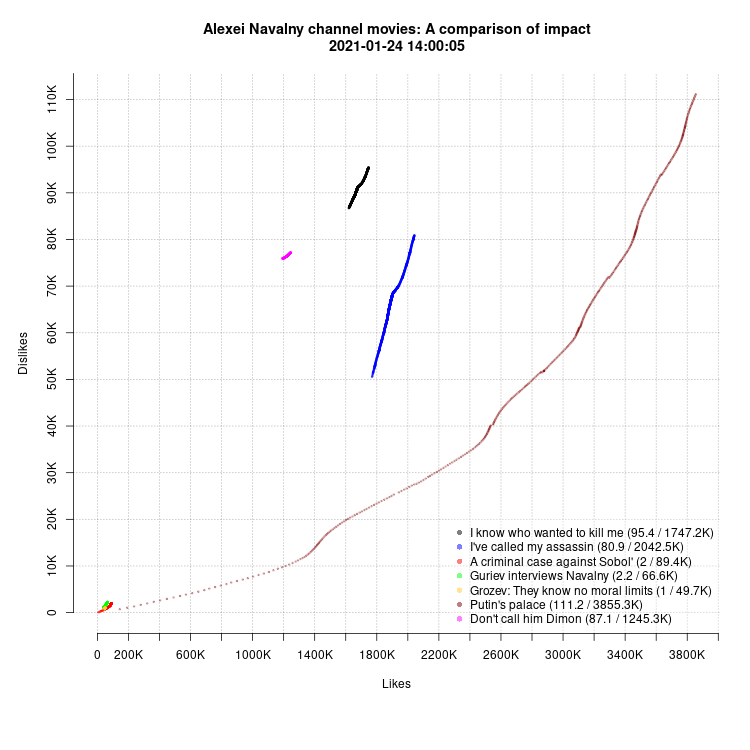 Alexei Navalny channel movies: A comparison of impact
2021-01-24 14:00:05
110K
100K
90K
80K
70K
60K
50K
40K
30K
20K
10K
0
Dislikes
I know who wanted to kill me (95.4 / 1747.2K)
I've called my assassin (80.9 / 2042.5K)
A criminal case against Sobol' (2 / 89.4K)
Guriev interviews Navalny (2.2 / 66.6K)
Grozev: They know no moral limits (1 / 49.7K)
Putin's palace (111.2 / 3855.3K)
Don't call him Dimon (87.1 / 1245.3K)
0 200K 600K 1000K 1400K 1800K 2200K 2600K 3000K 3400K 3800K
Likes